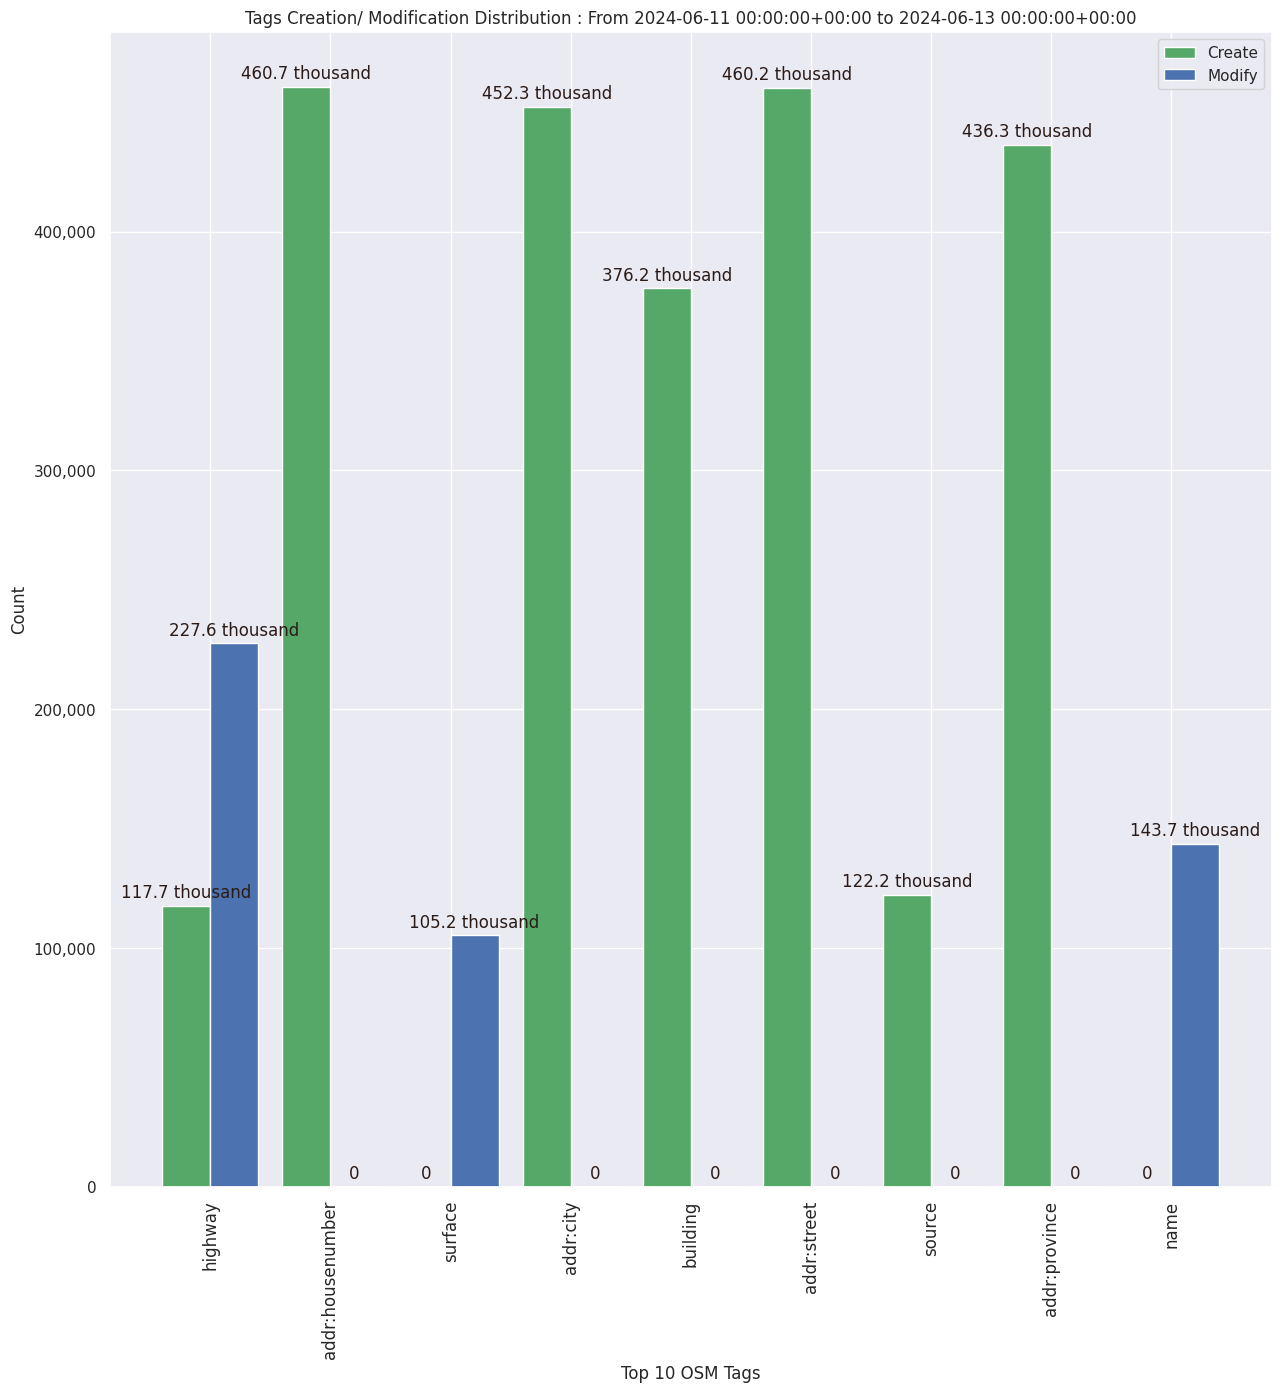 Tags Creation/ Modification Distribution : From 2024-06-11 00:00:00+00:00 to 2024-06-13 00:00:00+00:00
Create
Modify
460.7 thousand
460.2 thousand
452.3 thousand
436.3 thousand
400,000
376.2 thousand
300,000
Count
227.6 thousand
200,000
143.7 thousand
117.7 thousand
122.2 thousand
105.2 thousand
100,000
0
0
0
0
0
0
0
0
0
highway
addr:housenumber
surface
addr:city
building
addr:street
source
addr:province
name
Top 10 OSM Tags